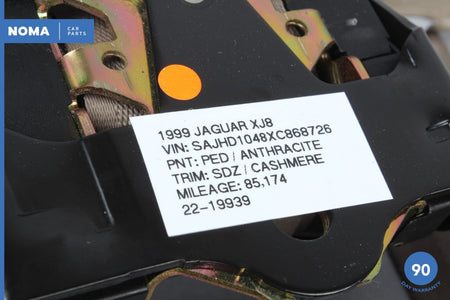 NOMA
CAR
PARTS
1999 JAGUAR XJ8
VIN: SAJHD1048XC868726
PNT: PED / ANTHRACITE
TRIM: SDZ / CASHMERE
MILEAGE: 85,174
22-19939
90
DAY WARRANTY